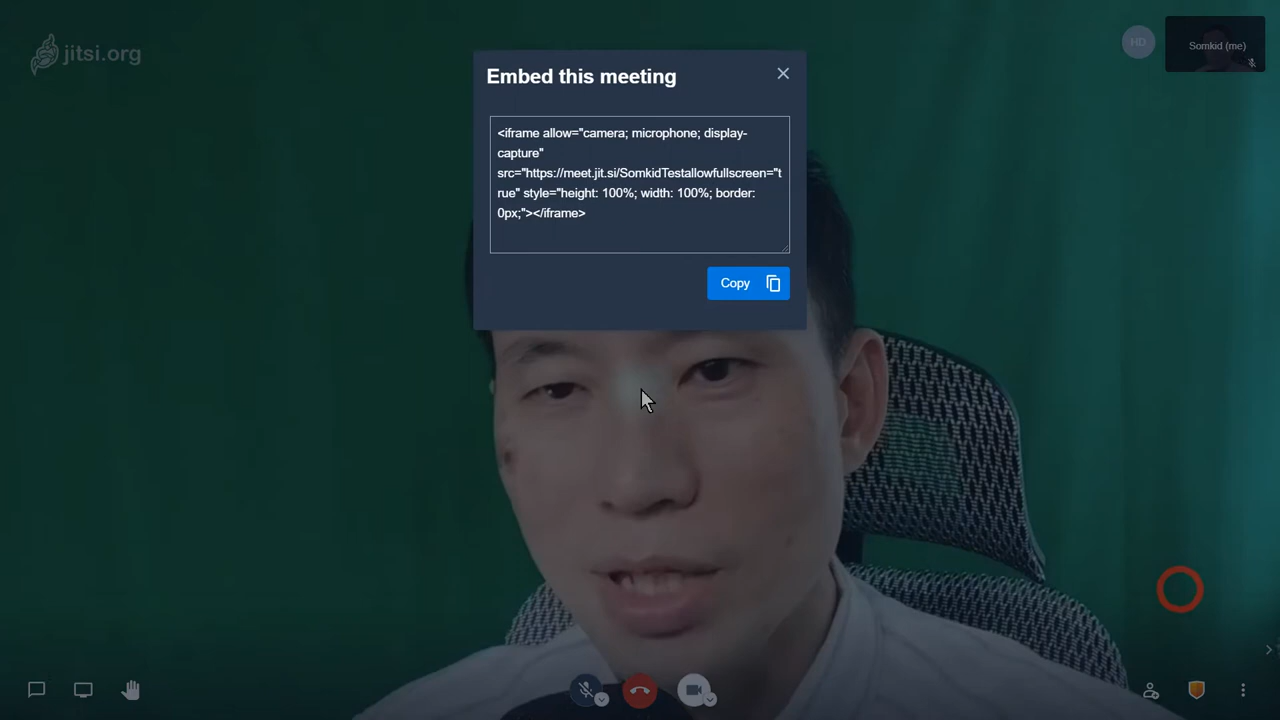 jitsi.org
HD
Somkid (me)
Embed this meeting
<iframe allow="camera; microphone; display-
capture"
src="https://meet.jit.si/SomkidTestallowfullscreen="t
rue" style="height: 100%; width: 100%; border:
0px;"></iframe>
Copy